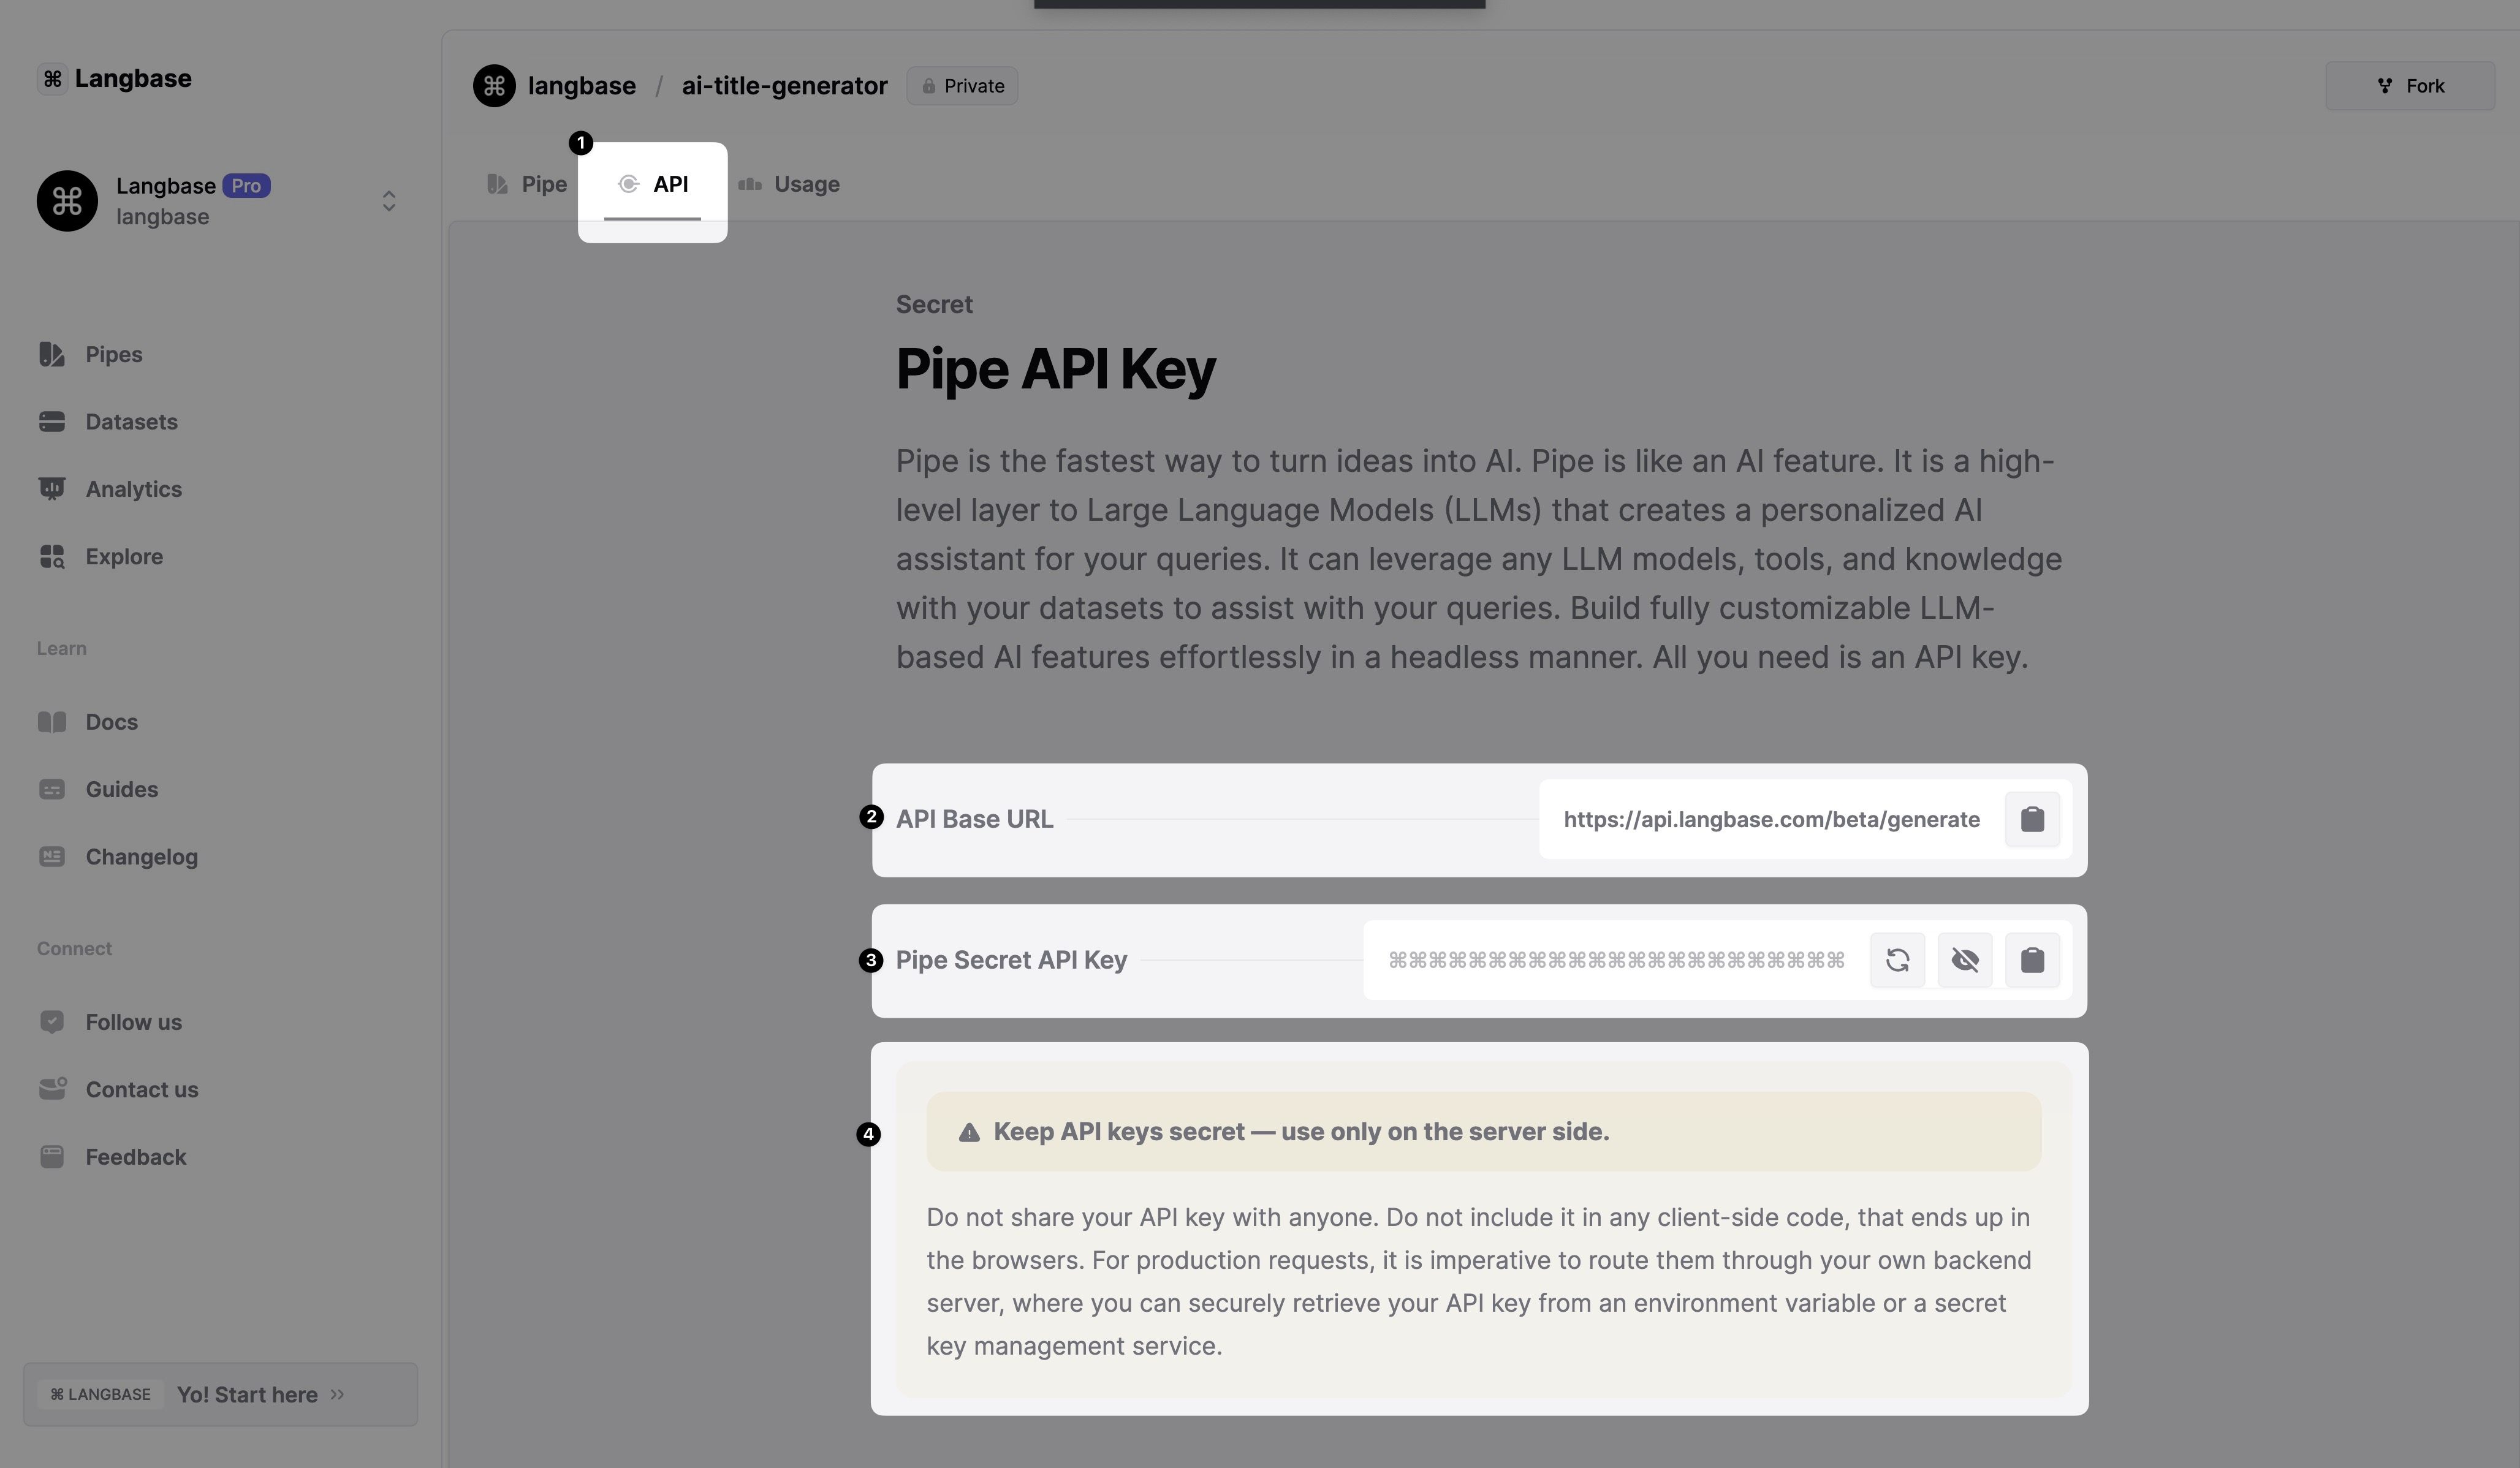 ⌘ Langbase
Langbase Pro
langbase
Pipes
Datasets
Analytics
Explore
Learn
Docs
Guides
Changelog
Connect
Follow us
Contact us
Feedback
⌘ LANGBASE Yo! Start here »
langbase / ai-title-generator Private
Fork
1
Pipe API Usage
Secret
Pipe API Key
Pipe is the fastest way to turn ideas into AI. Pipe is like an AI feature. It is a high-
level layer to Large Language Models (LLMs) that creates a personalized AI
assistant for your queries. It can leverage any LLM models, tools, and knowledge
with your datasets to assist with your queries. Build fully customizable LLM-
based AI features effortlessly in a headless manner. All you need is an API key.
2 API Base URL https://api.langbase.com/beta/generate
3 Pipe Secret API Key ⌘⌘⌘⌘⌘⌘⌘⌘⌘⌘⌘⌘⌘⌘⌘⌘⌘⌘⌘⌘⌘⌘⌘
4 Keep API keys secret — use only on the server side.
Do not share your API key with anyone. Do not include it in any client-side code, that ends up in
the browsers. For production requests, it is imperative to route them through your own backend
server, where you can securely retrieve your API key from an environment variable or a secret
key management service.